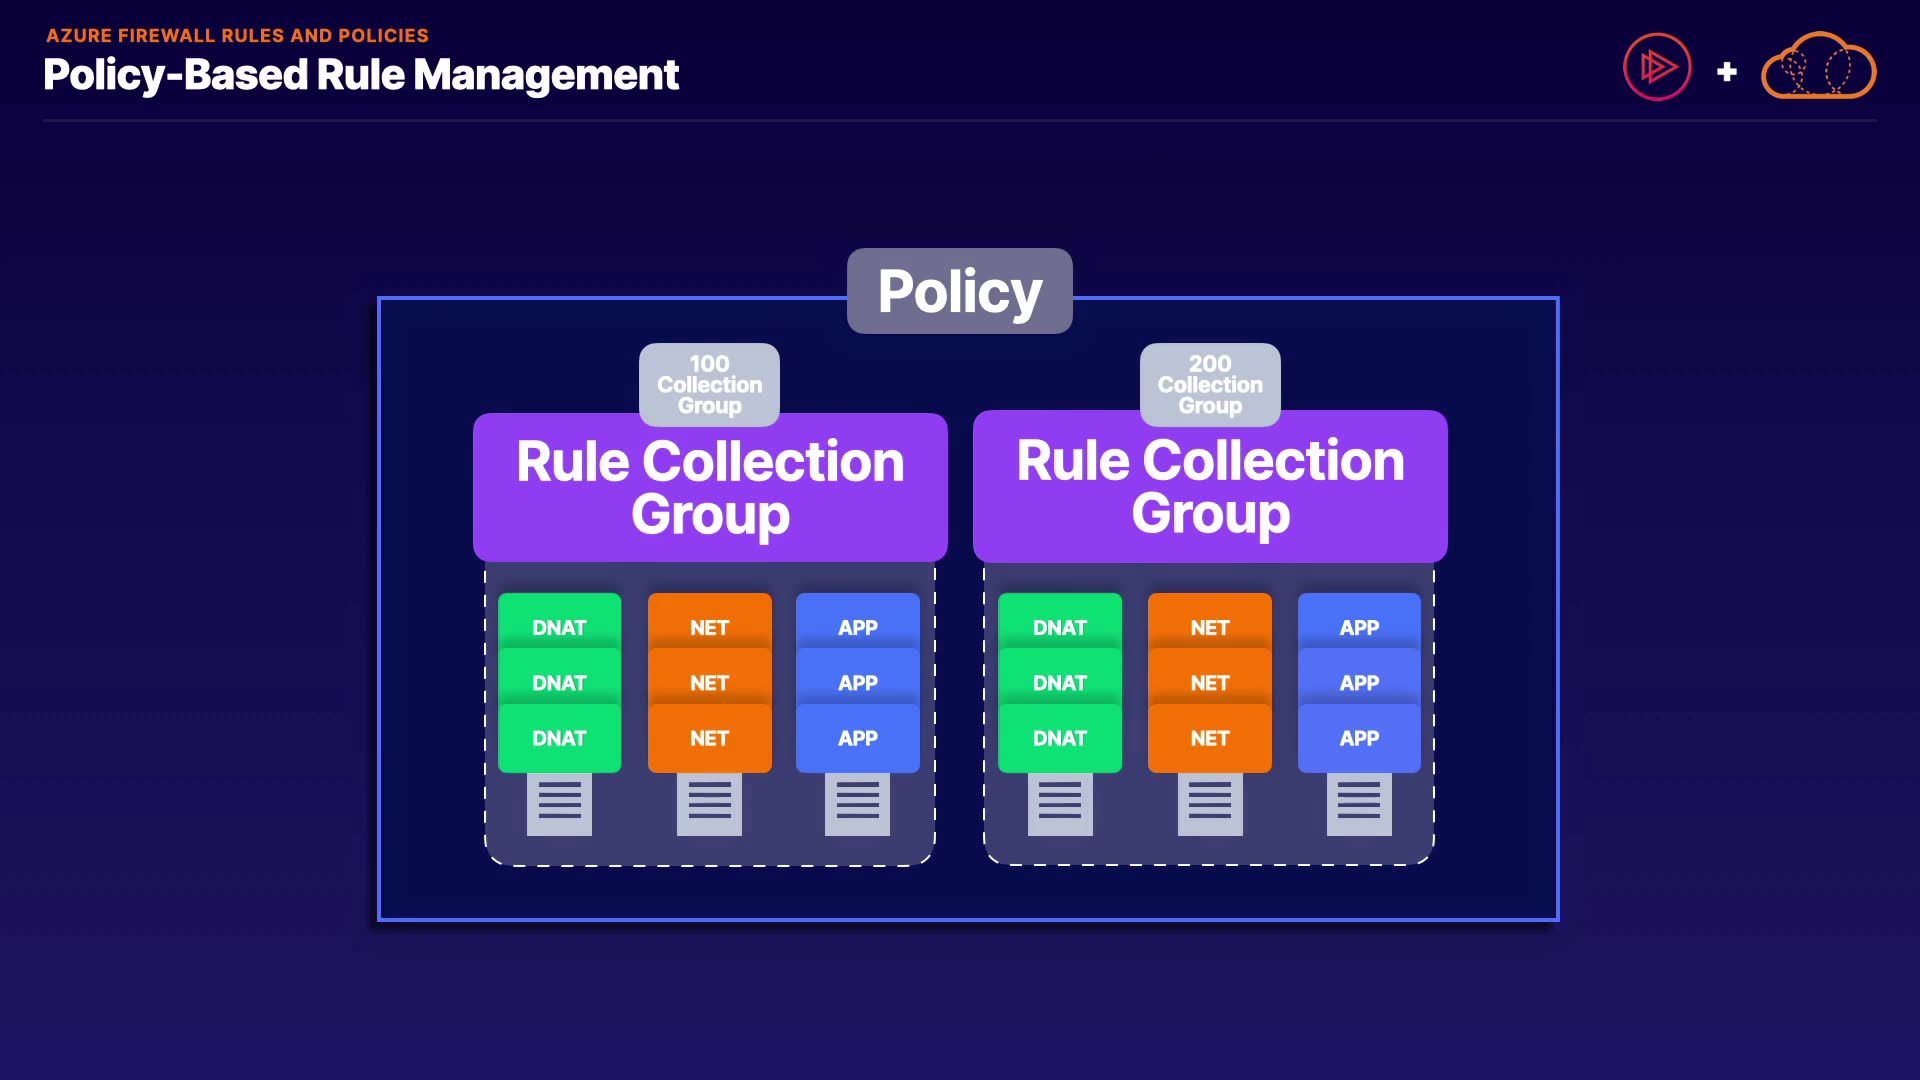 AZURE FIREWALL RULES AND POLICIES
Policy-Based Rule Management
+
Policy
100
Collection
Group
Rule Collection
Group
DNAT NET APP
DNAT NET APP
DNAT NET APP
200
Collection
Group
Rule Collection
Group
DNAT NET APP
DNAT NET APP
DNAT NET APP